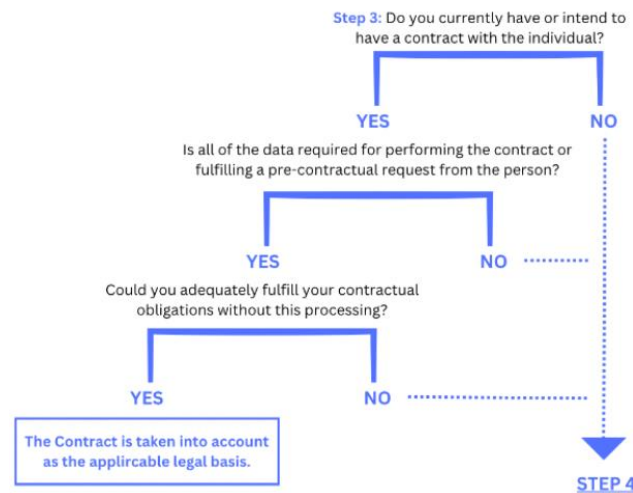 Step 3: Do you currently have or intend to
have a contract with the individual?
YES
NO
Is all of the data required for performing the contract or
fulfilling a pre-contractual request from the person?
YES
NO
Could you adequately fulfill your contractual
obligations without this processing?
YES
NO
The Contract is taken into account
as the applircable legal basis.
STEP 4